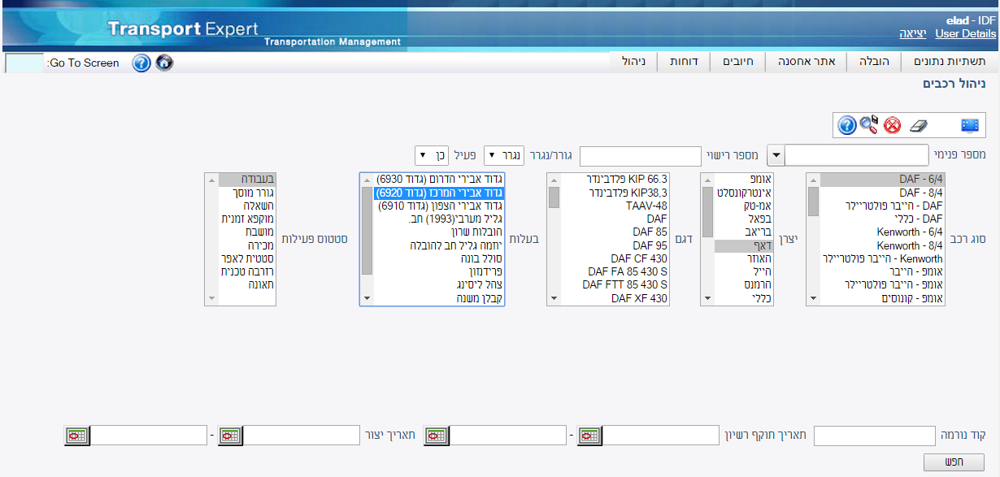 Transport Expert
Transportation Management
elad - IDF
יציאה User Details
תשתיות נתונים
הובלה
אתר אחסנה
חיובים
דוחות
ניהול
:Go To Screen
ניהול רכבים
מספר פנימי
מספר רישוי
גורר/נגרר
נגרר
פעיל
כן
סוג רכב
DAF - 6/4
DAF - 8/4
DAF - הייבר פולטריילר
DAF - כללי
Kenworth - 6/4
Kenworth - 8/4
Kenworth - הייבר פולטריילר
אומפ - הייבר
אומפ - הייבר פולטריילר
אומפ - קונוסים
יצרן
אומפ
אינטרקונסלט
אמ-טק
בפאל
בריאב
דאף
האוזר
הייל
הרמנס
כללי
דגם
KIP 66.3 פלדבינדר
KIP38,3 פלדבינדר
TAAV-48
DAF
DAF 85
DAF 95
DAF CF 430
DAF FA 85 430 S
DAF FTT 85 430 S
DAF XF 430
בעלות
גדוד אבירי הדרום (גדוד 6930)
גדוד אבירי המרכז (גדוד 6920)
גדוד אבירי הצפון (גדוד 6910)
גליל מערבי(1993) חב.
הובלות שרון
יוזמה גליל חב להובלה
סולל בונה
פרידנזון
צהל ליסינג
קבלן משנה
סטטוס פעילות
בעבודה
גורר מוסך
השאלה
מוקפא זמנית
מושבת
מכירה
סטטית לאפר
רזרבה טכנית
תאונה
קוד נורמה
תאריך תוקף רשיון
-
תאריך יצור
-
חפש